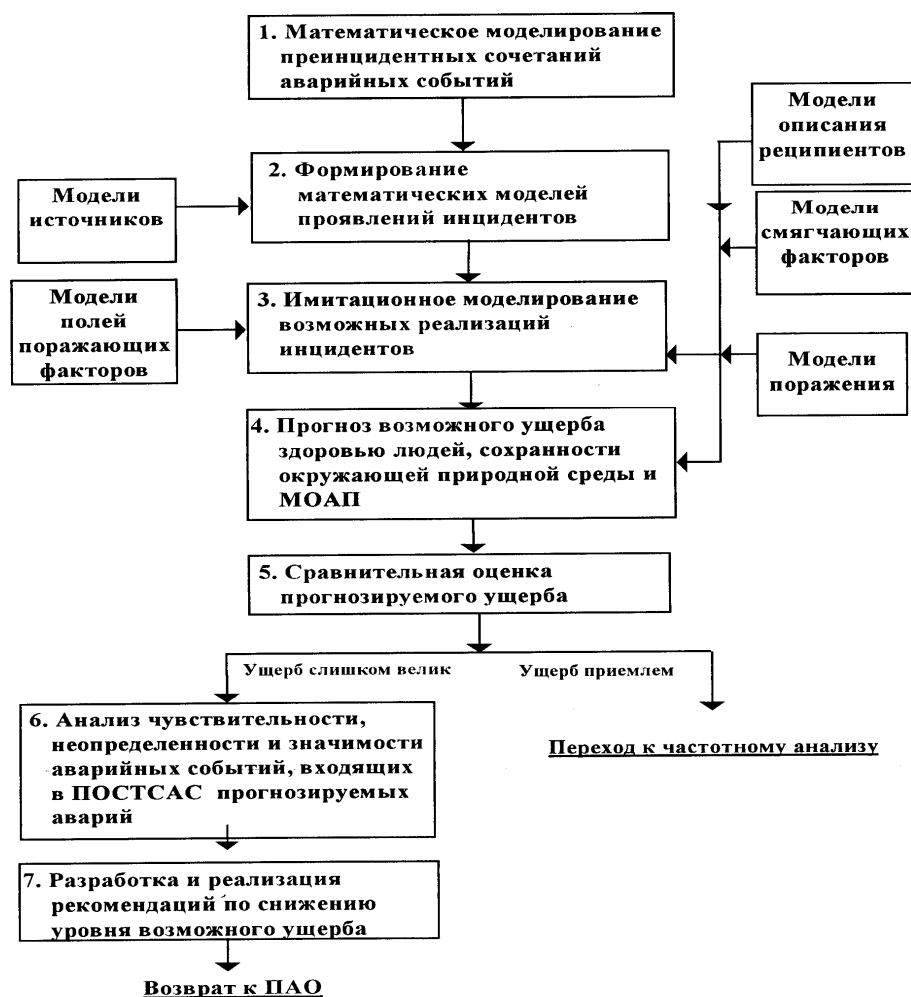 1. Математическое моделирование
преинцидентных сочетаний
аварийных событий
Модели
описания
реципиентов
2. Формирование
математических моделей
проявлений инцидентов
Модели
источников
Модели
смягчающих
факторов
3. Имитационное моделирование
возможных реализаций
инцидентов
Модели
полей
поражающих
факторов
Модели
поражения
4. Прогноз возможного ущерба
здоровью людей, сохранности
окружающей природной среды и
МОАП
5. Сравнительная оценка
прогнозируемого ущерба
Ущерб слишком велик
Ущерб приемлем
6. Анализ чувствительности,
неопределенности и значимости
аварийных событий, входящих
в ПОСТСАС прогнозируемых
аварий
Переход к частотному анализу
7. Разработка и реализация
рекомендаций по снижению
уровня возможного ущерба
Возврат к ПАО